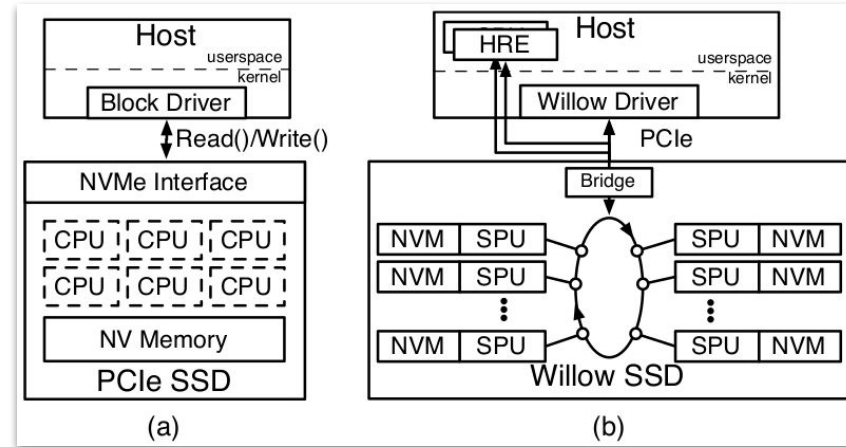 Host
userspace
kernel
Block Driver
Read()/Write()
NVMe Interface
CPU CPU CPU
CPU CPU CPU
NV Memory
PCIe SSD
(a)
HRE
Host
userspace
kernel
Willow Driver
PCIe
Bridge
NVM SPU SPU NVM
NVM SPU SPU NVM
NVM SPU SPU NVM
Willow SSD
(b)